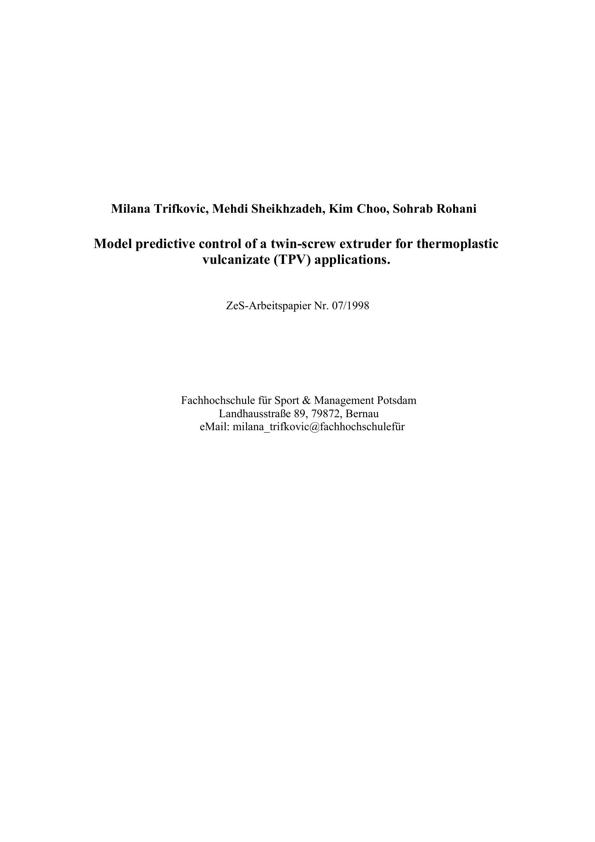 Milana Trifkovic, Mehdi Sheikhzadeh, Kim Choo, Sohrab Rohani
Model predictive control of a twin-screw extruder for thermoplastic
vulcanizate (TPV) applications.
ZeS-Arbeitspapier Nr. 07/1998
Fachhochschule für Sport & Management Potsdam
Landhausstraße 89, 79872, Bernau
eMail: milana_trifkovic@fachhochschulefür